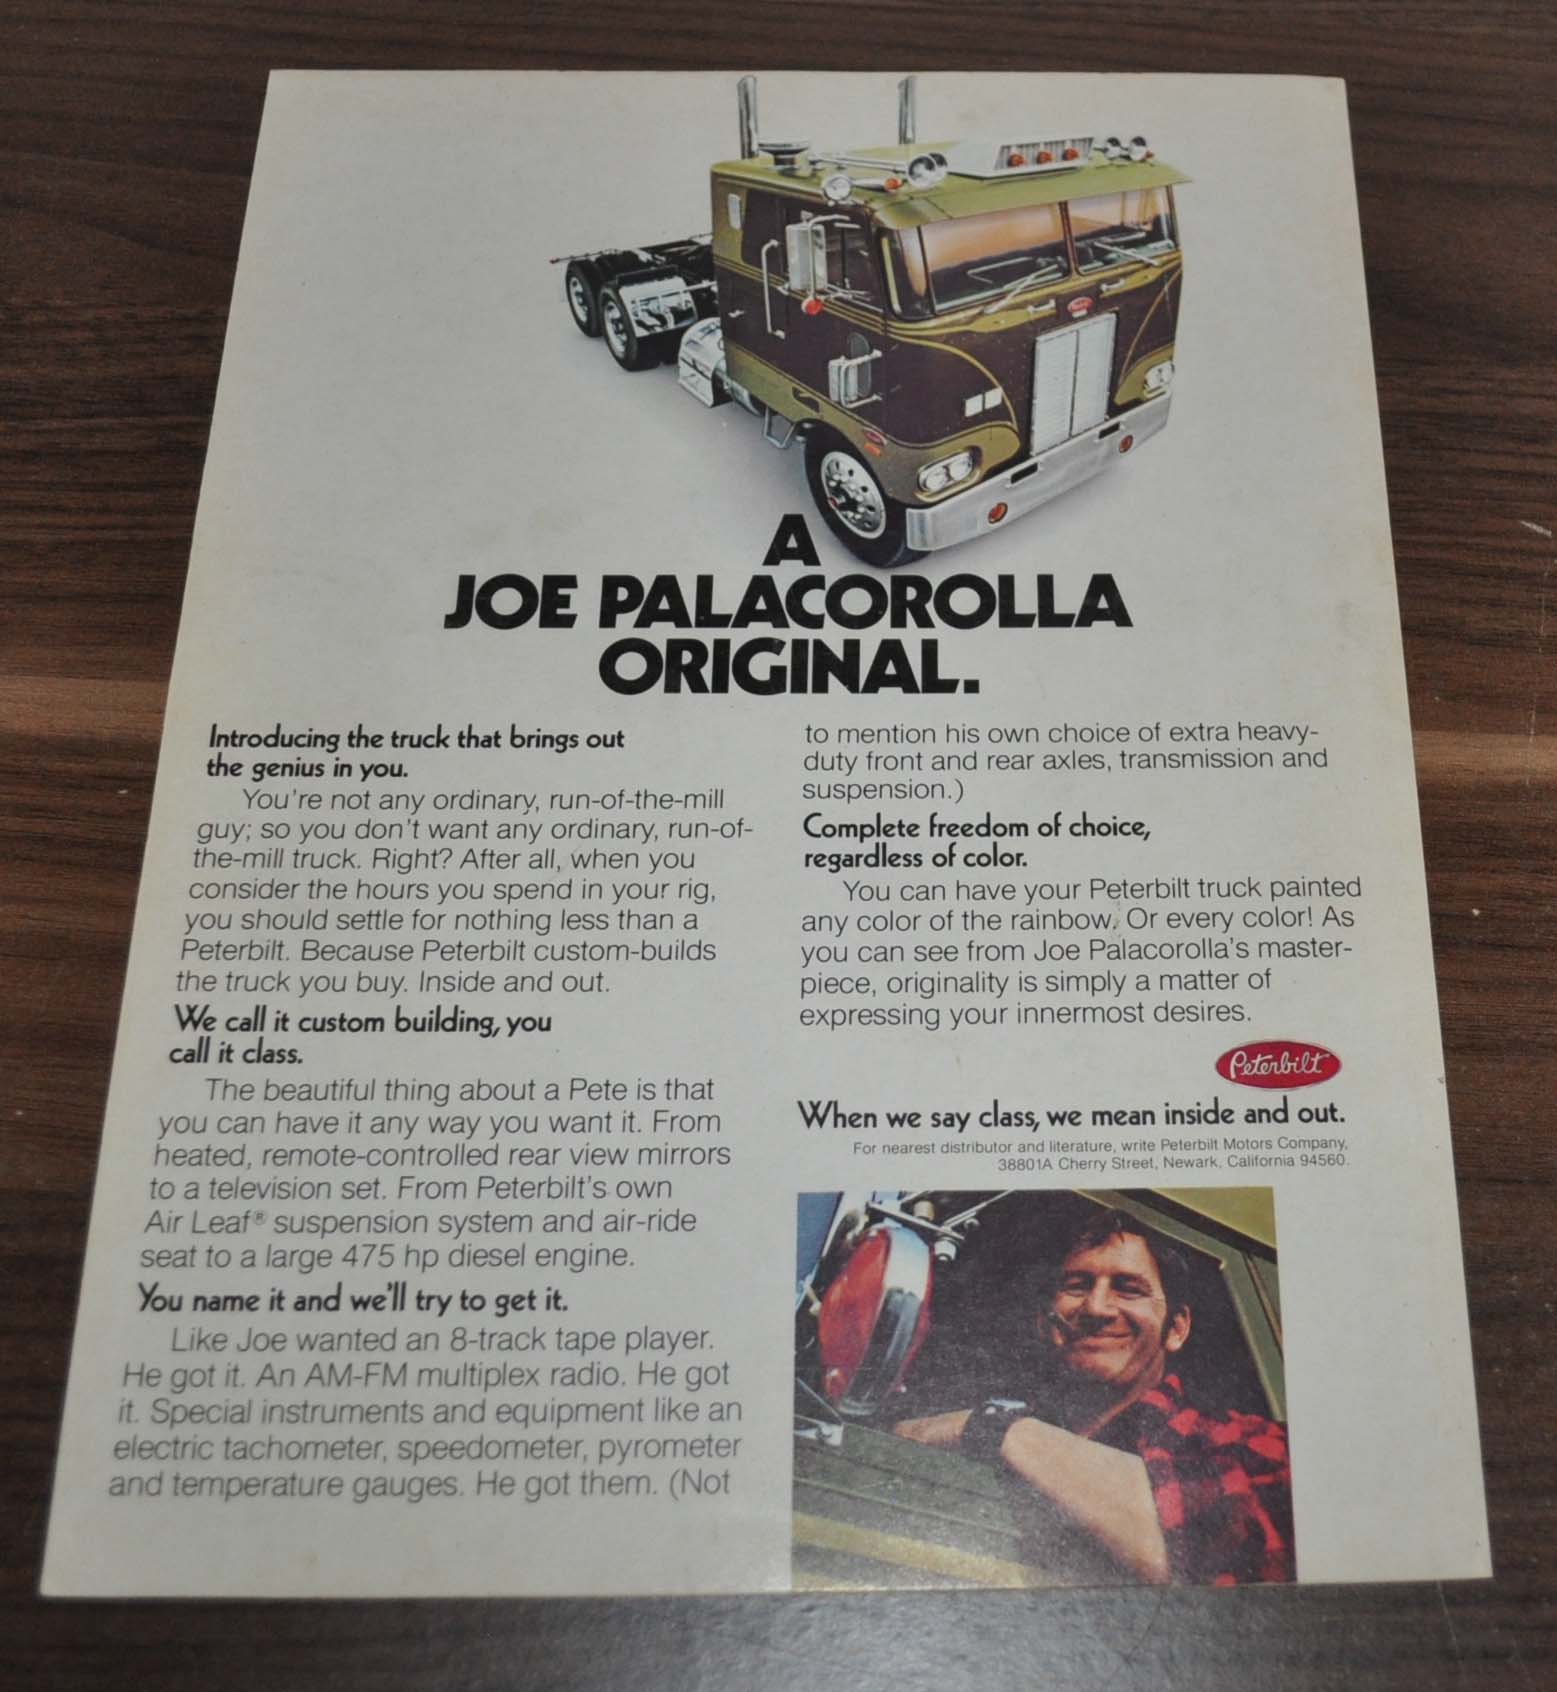 A
JOE PALACOROLLA
ORIGINAL.
Introducing the truck that brings out
the genius in you.
You're not any ordinary, run-of-the-mill
guy; so you don't want any ordinary, run-of-
the-mill truck. Right? After all, when you
consider the hours you spend in your rig,
you should settle for nothing less than a
Peterbilt. Because Peterbilt custom-builds
the truck you buy. Inside and out.
We call it custom building, you
call it class.
The beautiful thing about a Pete is that
you can have it any way you want it. From
heated, remote-controlled rear view mirrors
to a television set. From Peterbilt's own
Air Leaf® suspension system and air-ride
seat to a large 475 hp diesel engine.
You name it and we'll try to get it.
Like Joe wanted an 8-track tape player.
He got it. An AM-FM multiplex radio. He got
it. Special instruments and equipment like an
electric tachometer, speedometer, pyrometer
and temperature gauges. He got them. (Not
to mention his own choice of extra heavy-
duty front and rear axles, transmission and
suspension.)
Complete freedom of choice,
regardless of color.
You can have your Peterbilt truck painted
any color of the rainbow. Or every color! As
you can see from Joe Palacorolla's master-
piece, originality is simply a matter of
expressing your innermost desires.
Peterbilt
When we say class, we mean inside and out.
For nearest distributor and literature, write Peterbilt Motors Company,
38801A Cherry Street, Newark, California 94560.